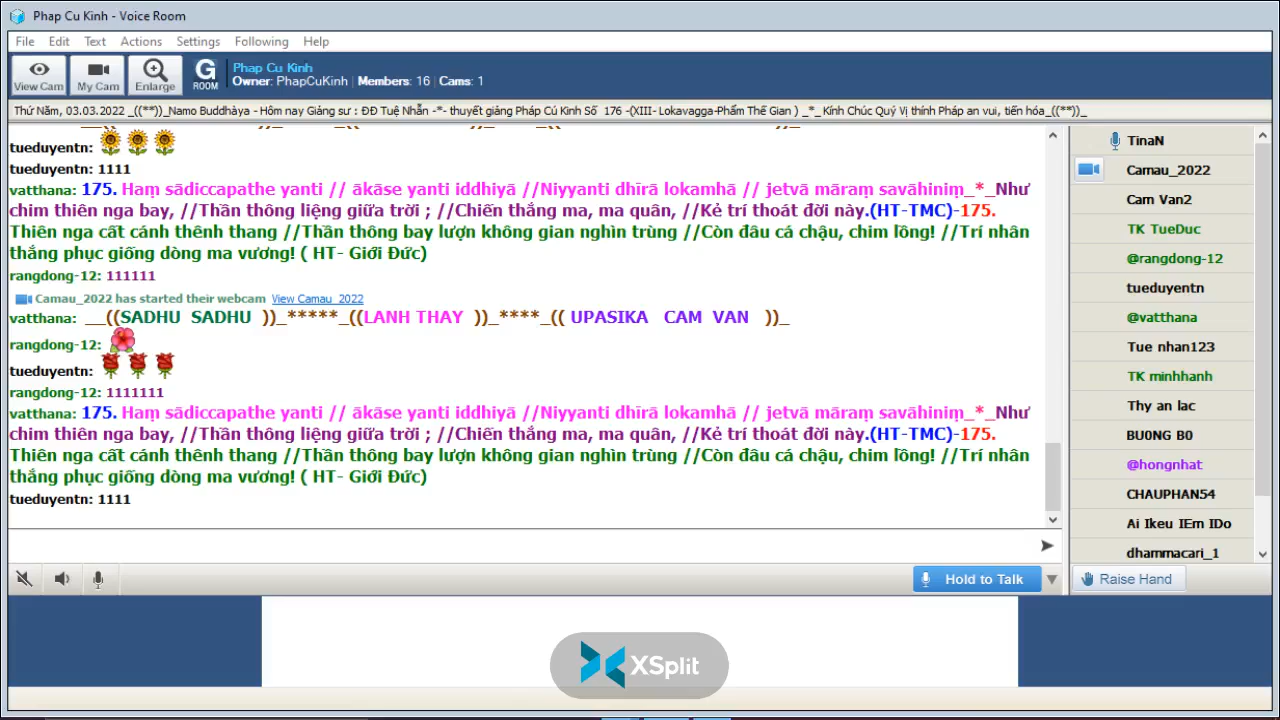 Phap Cu Kinh - Voice Room
File Edit Text Actions Settings Following Help
View Cam My Cam Enlarge G ROOM
Phap Cu Kinh
Owner: PhapCuKinh | Members: 16 | Cams: 1
Thứ Năm, 03.03.2022 _((**))_Namo Buddhàya - Hôm nay Giảng sư : ĐĐ Tuệ Nhẫn -*- thuyết giảng Pháp Cú Kinh Số 176 -(XIII- Lokavagga-Phẩm Thế Gian ) _*_ Kính Chúc Quý Vị thính Pháp an vui, tiến hóa_((**))_
tueduyentn:
tueduyentn: 1111
vatthana: 175. Haṃ sādiccapathe yanti // ākāse yanti iddhiyā //Niyyanti dhīrā lokamhā // jetvā māraṃ savāhiniṃ_*_Như
chim thiên nga bay, //Thần thông liệng giữa trời ; //Chiến thắng ma, ma quân, //Kẻ trí thoát đời này.(HT-TMC)-175.
Thiên nga cất cánh thênh thang //Thần thông bay lượn không gian nghìn trùng //Còn đâu cá chậu, chim lồng! //Trí nhân
thắng phục giống dòng ma vương! ( HT- Giới Đức)
rangdong-12: 111111
Camau_2022 has started their webcam View Camau_2022
vatthana: __((SADHU SADHU ))_*****_((LANH THAY ))_****_(( UPASIKA CAM VAN ))_
rangdong-12:
tueduyentn:
rangdong-12: 1111111
vatthana: 175. Haṃ sādiccapathe yanti // ākāse yanti iddhiyā //Niyyanti dhīrā lokamhā // jetvā māraṃ savāhiniṃ_*_Như
chim thiên nga bay, //Thần thông liệng giữa trời ; //Chiến thắng ma, ma quân, //Kẻ trí thoát đời này.(HT-TMC)-175.
Thiên nga cất cánh thênh thang //Thần thông bay lượn không gian nghìn trùng //Còn đâu cá chậu, chim lồng! //Trí nhân
thắng phục giống dòng ma vương! ( HT- Giới Đức)
tueduyentn: 1111
TinaN
Camau_2022
Cam Van2
TK TueDuc
@rangdong-12
tueduyentn
@vatthana
Tue nhan123
TK minhhanh
Thy an lac
BU0NG B0
@hongnhat
CHAUPHAN54
Ai Ikeu IEm IDo
dhammacari_1
Hold to Talk
Raise Hand
XSplit